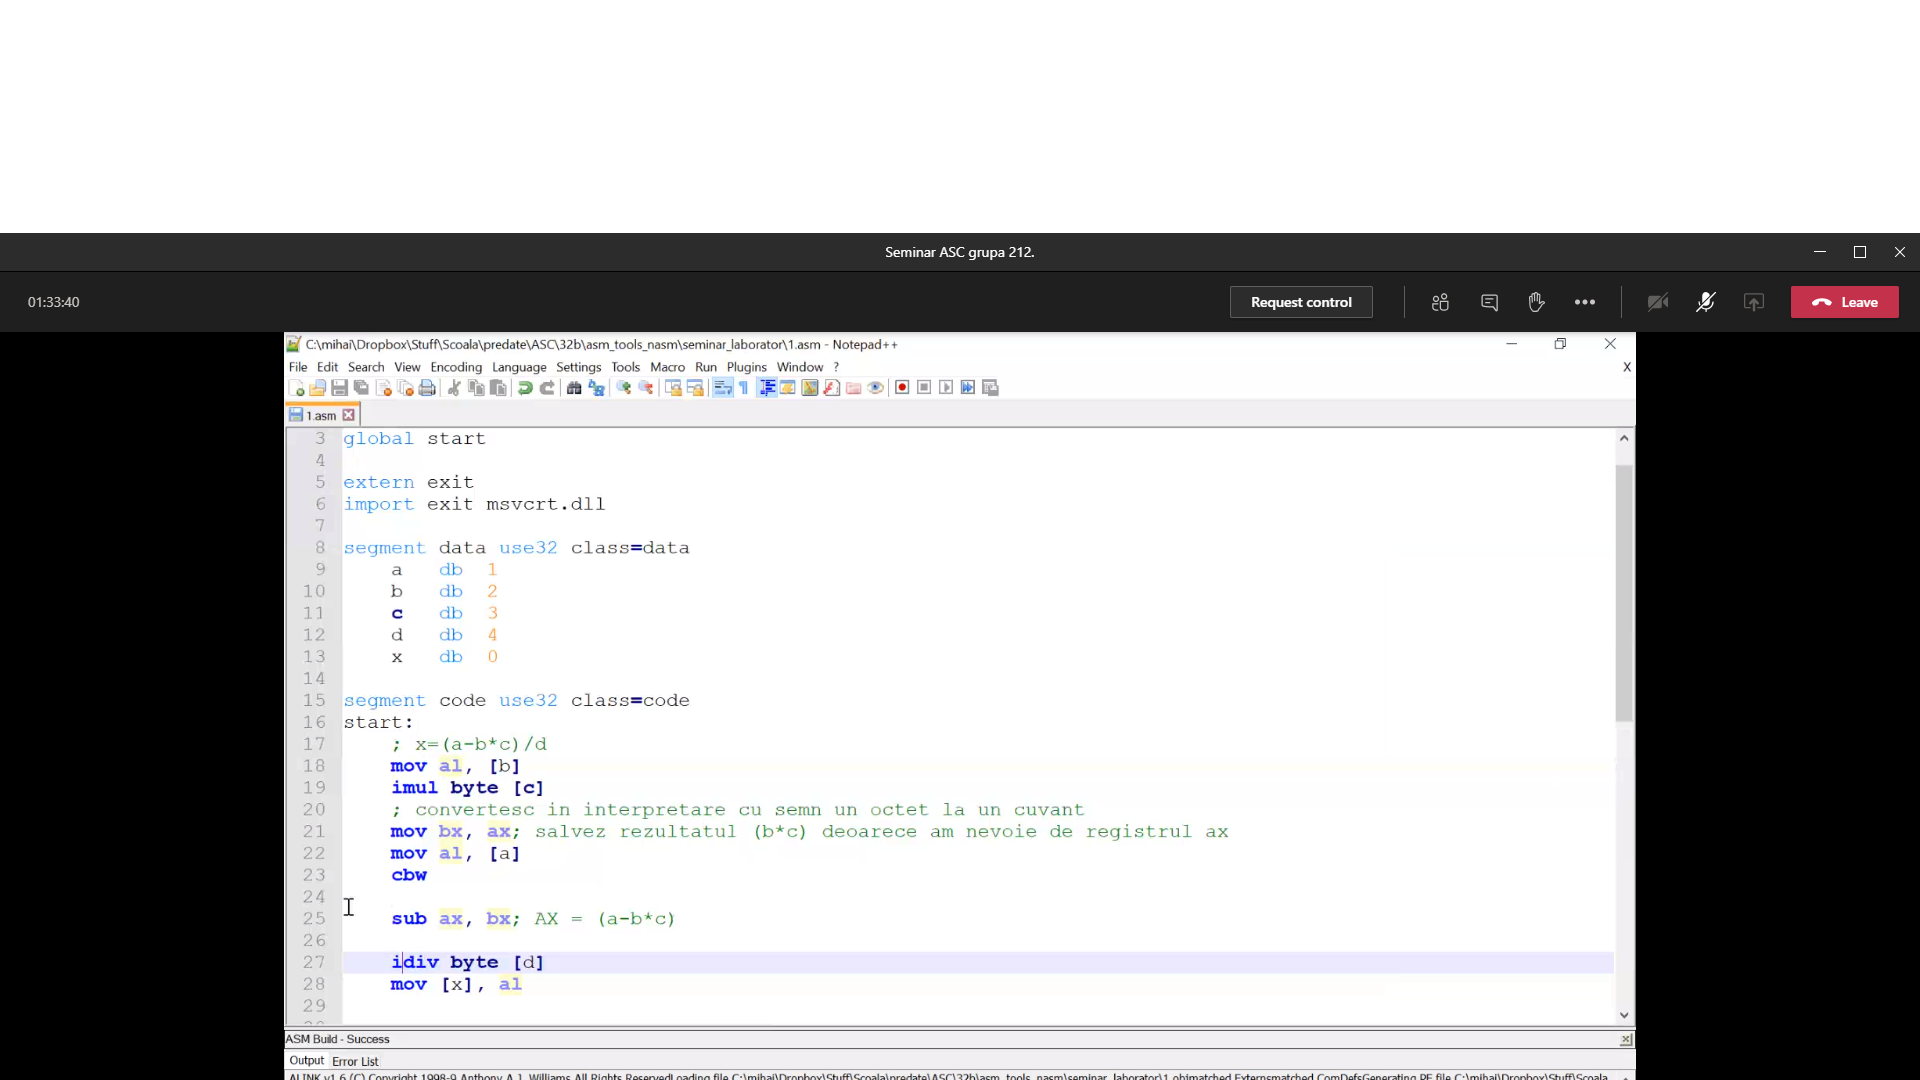 Seminar ASC grupa 212.
01:33:40
Request control
Leave
C:\mihai\Dropbox\Stuff\Scoala\predate\ASC\32b\asm_tools_nasm\seminar_laborator\1.asm - Notepad++
File Edit Search View Encoding Language Settings Tools Macro Run Plugins Window ?
X
1.asm
3 global start
4
5 extern exit
6 import exit msvcrt.dll
7
8 segment data use32 class=data
9 a db 1
10 b db 2
11 c db 3
12 d db 4
13 x db 0
14
15 segment code use32 class=code
16 start:
17 ; x=(a-b*c)/d
18 mov al, [b]
19 imul byte [c]
20 ; convertesc in interpretare cu semn un octet la un cuvant
21 mov bx, ax; salvez rezultatul (b*c) deoarece am nevoie de registrul ax
22 mov al, [a]
23 cbw
24
25 sub ax, bx; AX = (a-b*c)
26
27 idiv byte [d]
28 mov [x], al
29
ASM Build - Success
Output Error List
ALINK v1.6 (C) Copyright 1998-9 Anthony A.J. Williams.All Rights ReservedLoading file C:\mihai\Dropbox\Stuff\Scoala\predate\ASC\32b\asm_tools_nasm\seminar_laborator\1.objmatched Externsmatched ComDefsGenerating PE file C:\mihai\Dropbox\Stuff\Scoala